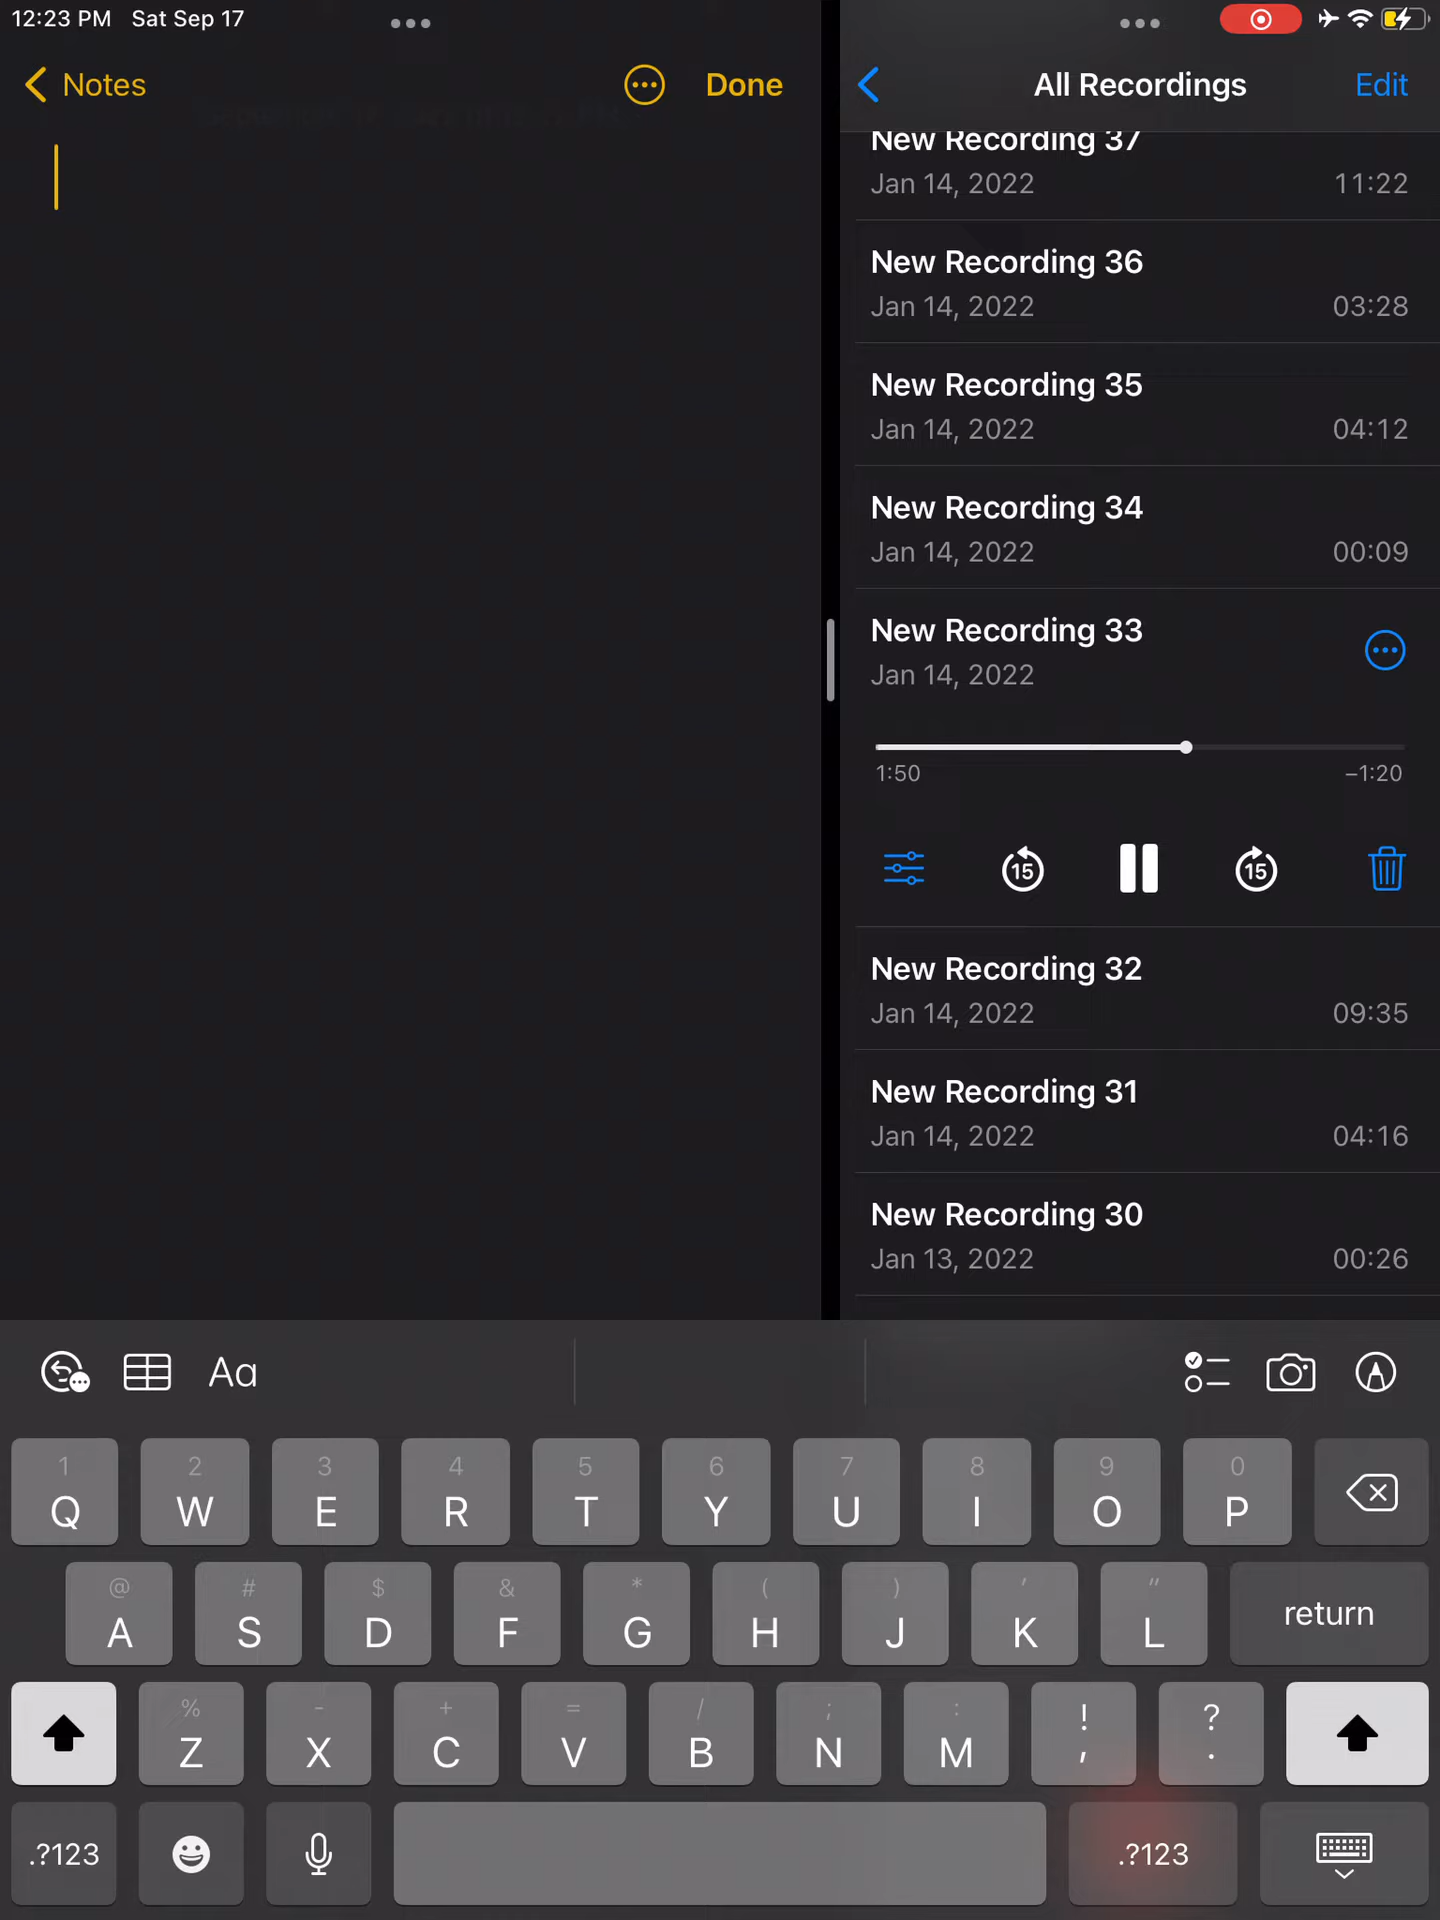 12:23 PM Sat Sep 17
Notes
Done
All Recordings
Edit
New Recording 37
Jan 14, 2022 11:22
New Recording 36
Jan 14, 2022 03:28
New Recording 35
Jan 14, 2022 04:12
New Recording 34
Jan 14, 2022 00:09
New Recording 33
Jan 14, 2022
1:50 −1:20
15 15
New Recording 32
Jan 14, 2022 09:35
New Recording 31
Jan 14, 2022 04:16
New Recording 30
Jan 13, 2022 00:26
Aa
1 2 3 4 5 6 7 8 9 0
Q W E R T Y U I O P
@ # $ & * ( ) ' "
A S D F G H J K L return
% - + = / ; : ! ?
Z X C V B N M , .
.?123 .?123